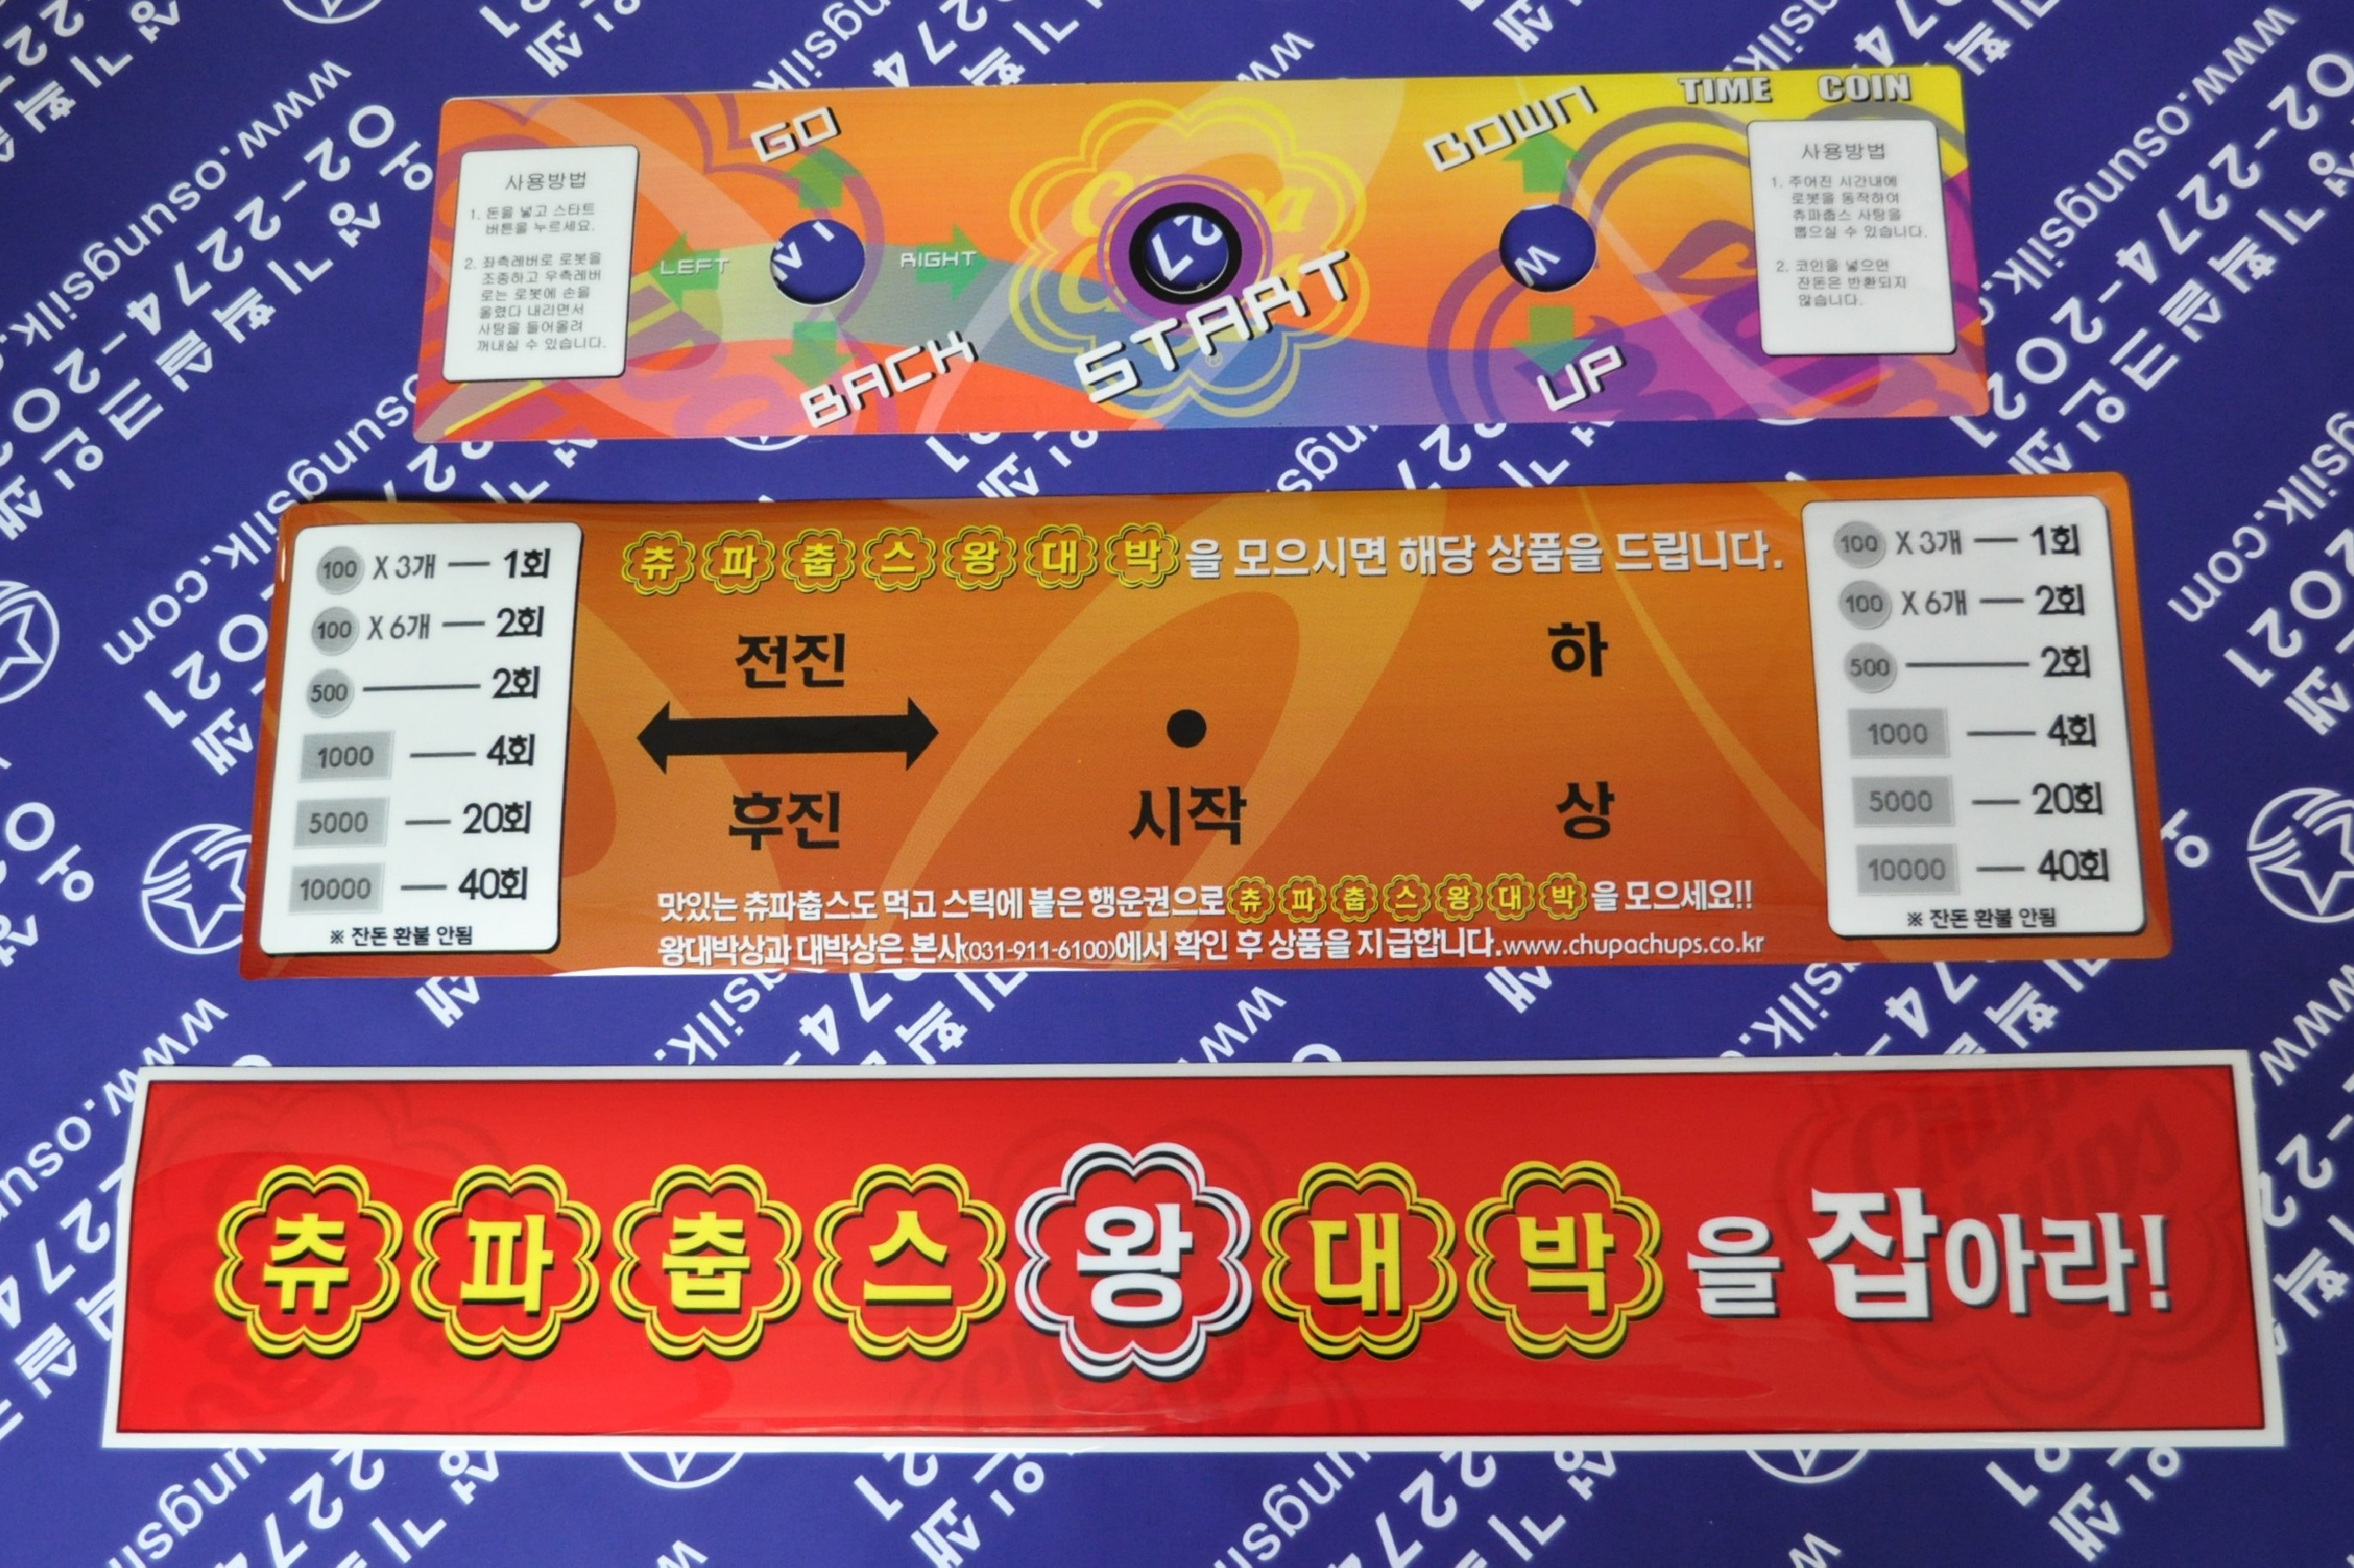 TIME COIN
GO
DOWN
사용방법
1. 돈을 넣고 스타트
버튼을 누르세요.
2. 좌측레버로 로봇을
조종하고 우측레버
로는 로봇에 손을
올렸다 내리면서
사탕을 들어올려
꺼내실 수 있습니다.
LEFT
RIGHT
BACK
START
UP
사용방법
1. 주어진 시간내에
로봇을 동작하여
츄파춥스 사탕을
뽑으실 수 있습니다.
2. 코인을 넣으면
잔돈은 반환되지
않습니다.
100 X 3개 — 1회
100 X 6개 — 2회
500 — 2회
1000 — 4회
5000 — 20회
10000 — 40회
※ 잔돈 환불 안됨
츄파춥스왕대박을 모으시면 해당 상품을 드립니다.
전진
후진
시작
하
상
맛있는 츄파춥스도 먹고 스틱에 붙은 행운권으로 츄파춥스왕대박을 모으세요!!
왕대박상과 대박상은 본사(031-911-6100)에서 확인 후 상품을 지급합니다. www.chupachups.co.kr
100 X 3개 — 1회
100 X 6개 — 2회
500 — 2회
1000 — 4회
5000 — 20회
10000 — 40회
※ 잔돈 환불 안됨
츄파춥스왕대박을 잡아라!